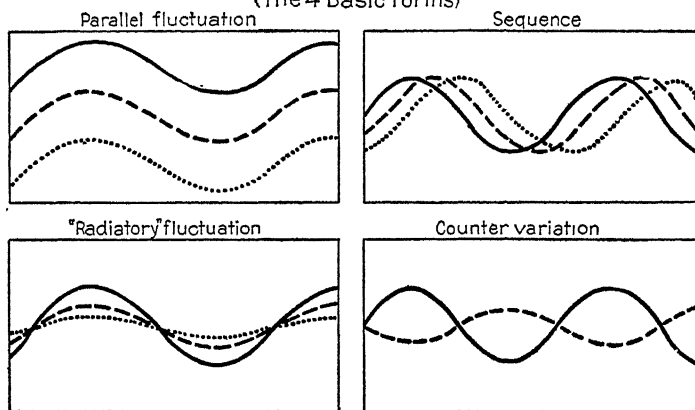 (The 4 Basic forms)
Parallel fluctuation
Sequence
"Radiatory" fluctuation
Counter variation